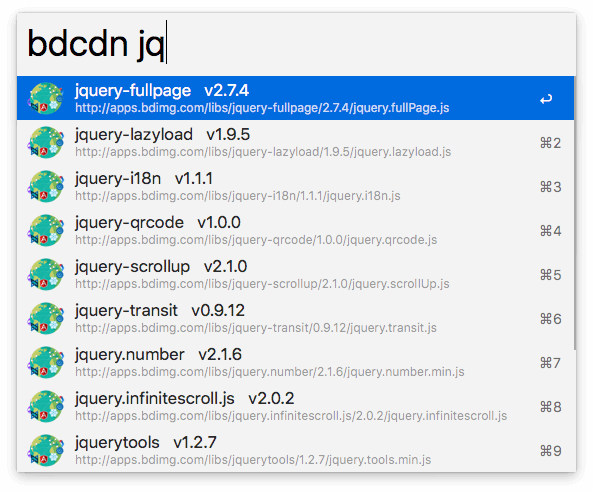 bdcdn jq
jquery-fullpage v2.7.4
http://apps.bdimg.com/libs/jquery-fullpage/2.7.4/jquery.fullPage.js
jquery-lazyload v1.9.5
http://apps.bdimg.com/libs/jquery-lazyload/1.9.5/jquery.lazyload.js
⌘2
jquery-i18n v1.1.1
http://apps.bdimg.com/libs/jquery-i18n/1.1.1/jquery.i18n.js
⌘3
jquery-qrcode v1.0.0
http://apps.bdimg.com/libs/jquery-qrcode/1.0.0/jquery.qrcode.js
⌘4
jquery-scrollup v2.1.0
http://apps.bdimg.com/libs/jquery-scrollup/2.1.0/jquery.scrollUp.js
⌘5
jquery-transit v0.9.12
http://apps.bdimg.com/libs/jquery-transit/0.9.12/jquery.transit.js
⌘6
jquery.number v2.1.6
http://apps.bdimg.com/libs/jquery.number/2.1.6/jquery.number.min.js
⌘7
jquery.infinitescroll.js v2.0.2
http://apps.bdimg.com/libs/jquery.infinitescroll.js/2.0.2/jquery.infinitescroll.js
⌘8
jquerytools v1.2.7
http://apps.bdimg.com/libs/jquerytools/1.2.7/jquery.tools.min.js
⌘9